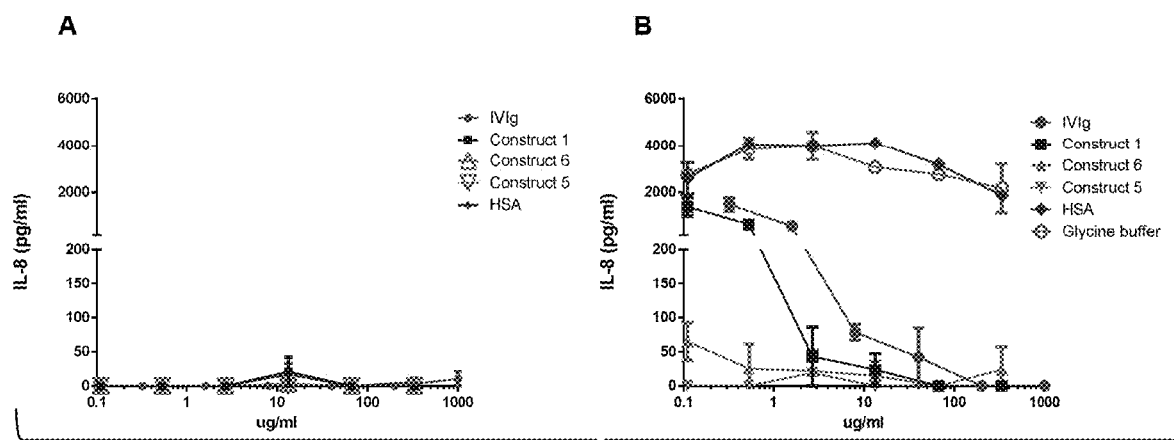 A
IL-8 (pg/ml)
6000
4000
2000
200
150
100
50
0
0.1
1
10
100
1000
ug/ml
IVIg
Construct 1
Construct 6
Construct 5
HSA
B
IL-8 (pg/ml)
6000
4000
2000
200
150
100
50
0
0.1
1
10
100
1000
ug/ml
IVIg
Construct 1
Construct 6
Construct 5
HSA
Glycine buffer